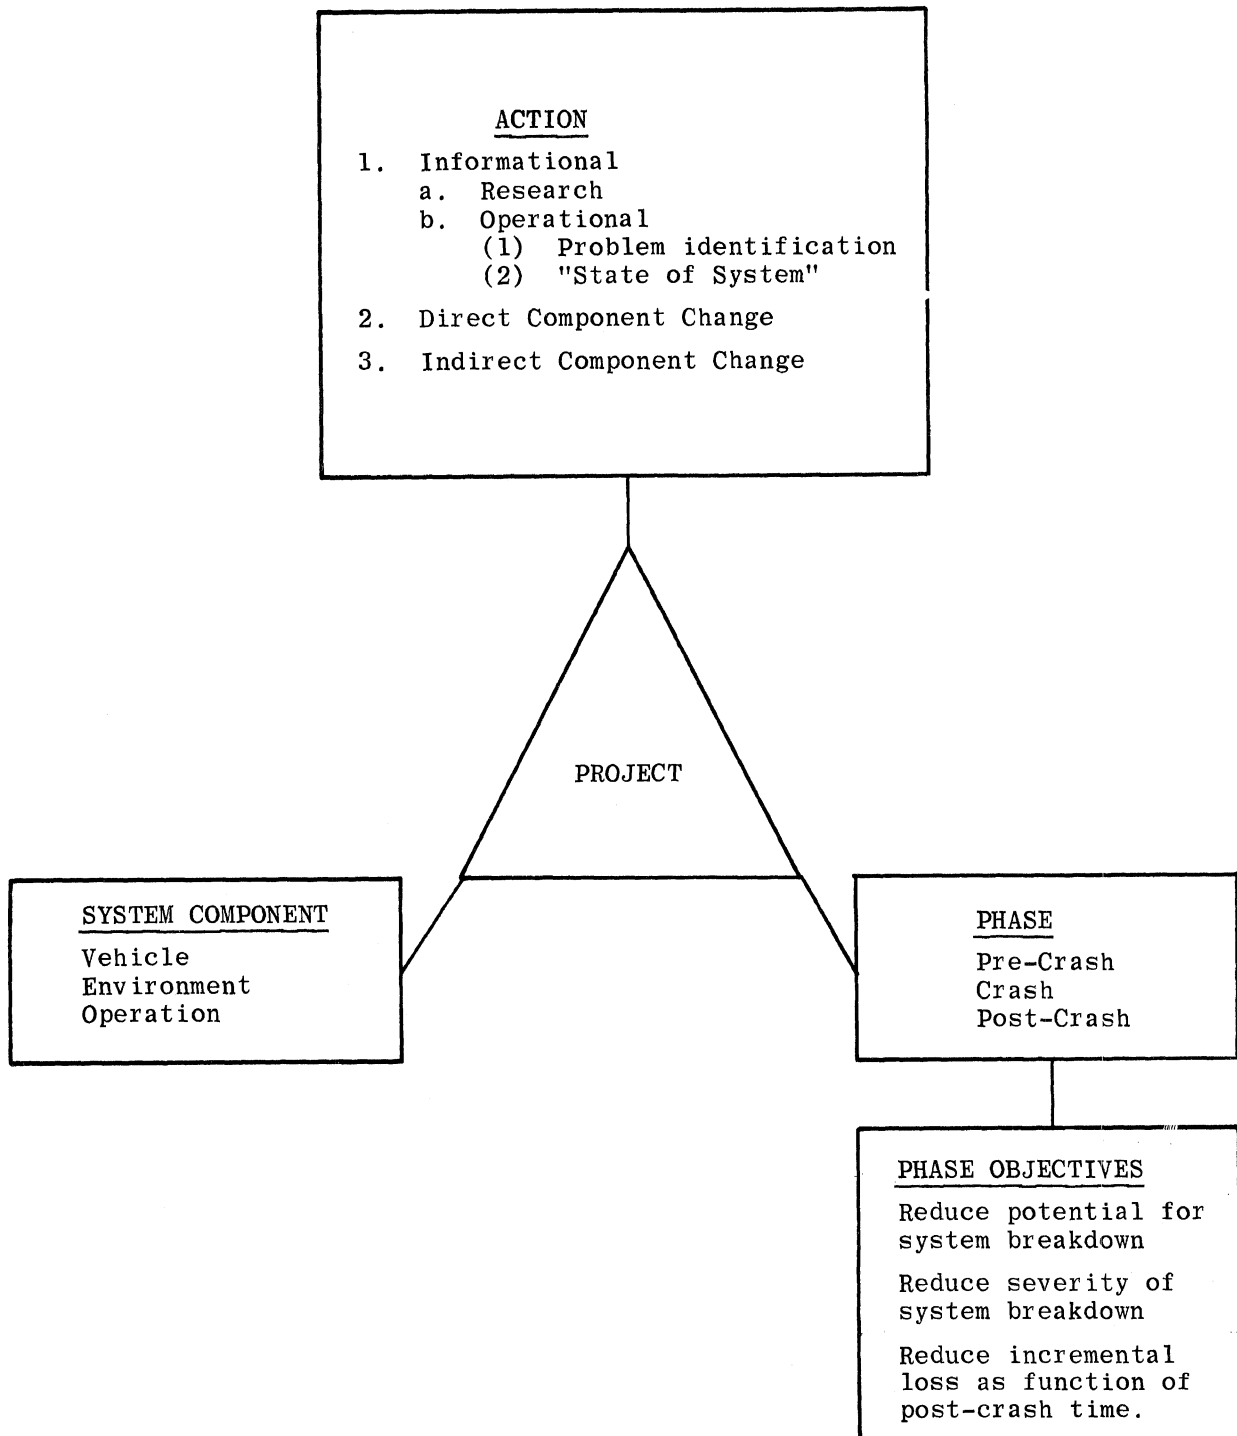 ACTION
1. Informational
a. Research
b. Operational
(1) Problem identification
(2) "State of System"
2. Direct Component Change
3. Indirect Component Change
PROJECT
SYSTEM COMPONENT
Vehicle
Environment
Operation
PHASE
Pre-Crash
Crash
Post-Crash
PHASE OBJECTIVES
Reduce potential for
system breakdown
Reduce severity of
system breakdown
Reduce incremental
loss as function of
post-crash time.